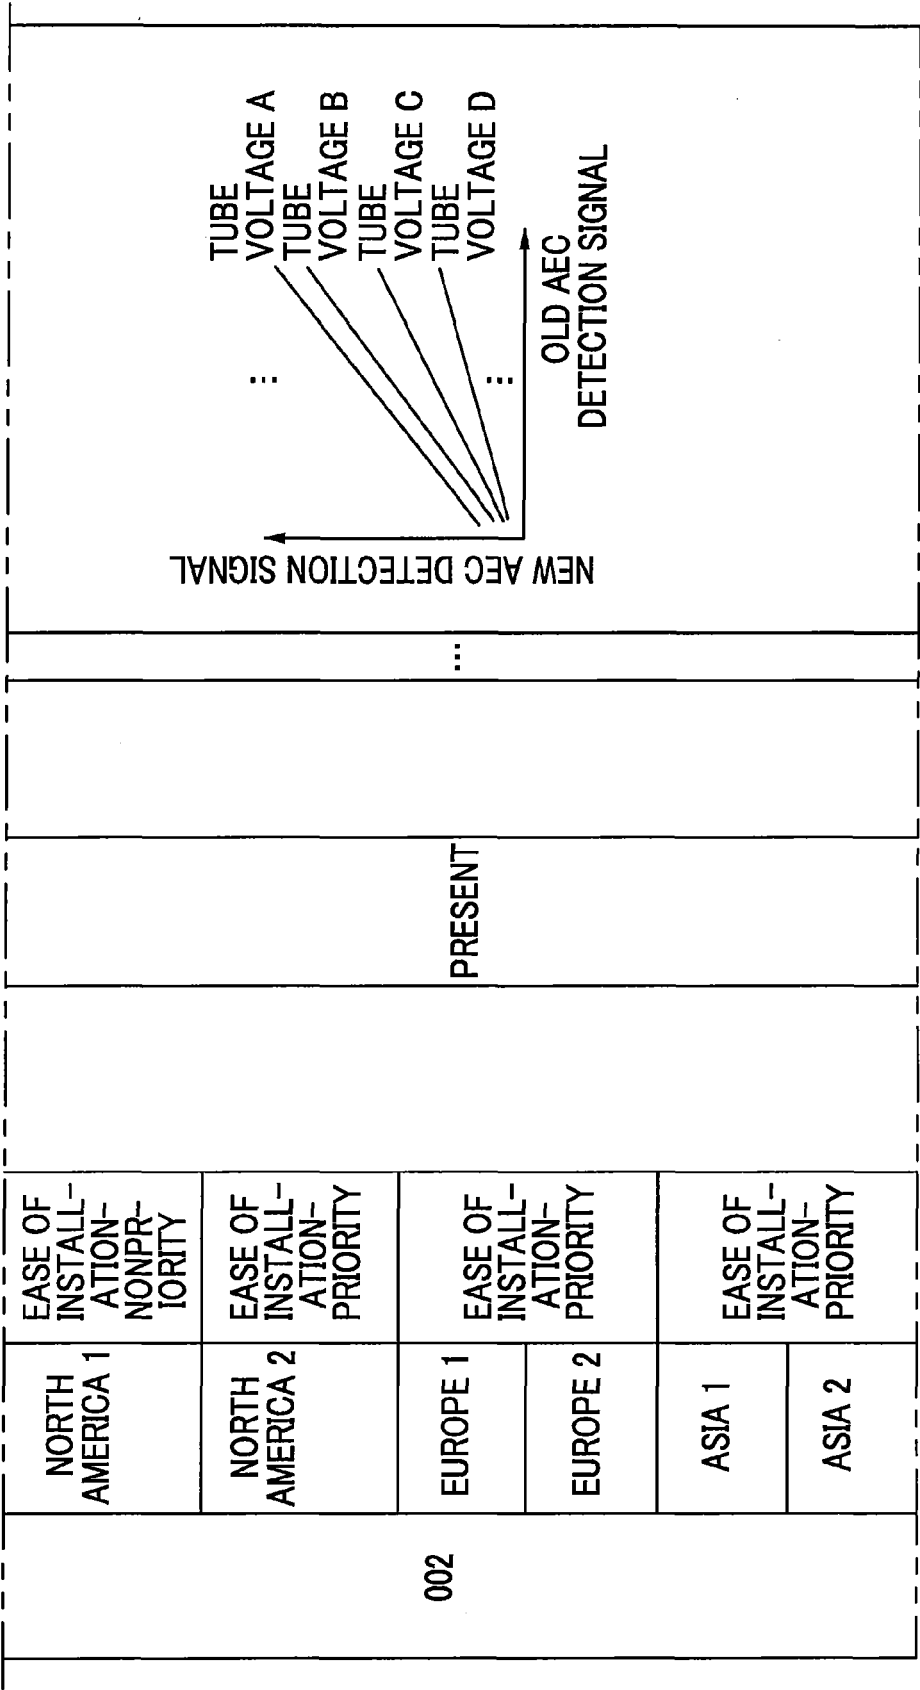 002
NORTH
AMERICA 1
EASE OF
INSTALL-
ATION-
NONPR-
IORITY
NORTH
AMERICA 2
EASE OF
INSTALL-
ATION-
PRIORITY
EUROPE 1
EUROPE 2
EASE OF
INSTALL-
ATION-
PRIORITY
ASIA 1
ASIA 2
EASE OF
INSTALL-
ATION-
PRIORITY
PRESENT
...
NEW AEC DETECTION SIGNAL
...
...
TUBE
VOLTAGE A
TUBE
VOLTAGE B
TUBE
VOLTAGE C
TUBE
VOLTAGE D
OLD AEC
DETECTION SIGNAL